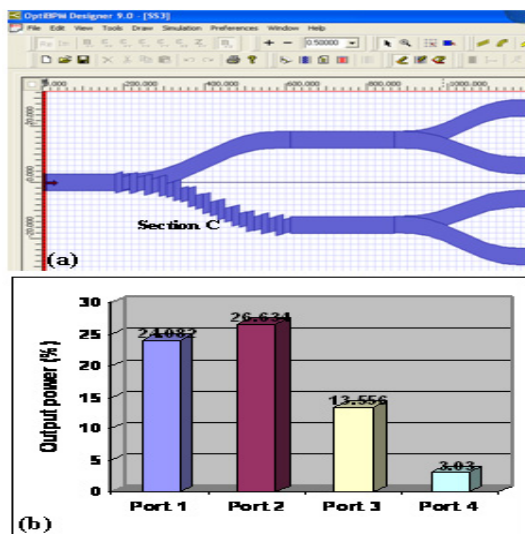 OptiBPM Designer 9.0 - [SS3]
File Edit View Tools Draw Simulation Preferences Window Help
0.50000
0.000 200.000 400.000 600.000 800.000 1000.000
0.000
-20.000
Section C
(a)
30
25
20
15
10
5
0
Output power (%)
24.082
26.634
13.556
3.03
Port 1 Port 2 Port 3 Port 4
(b)